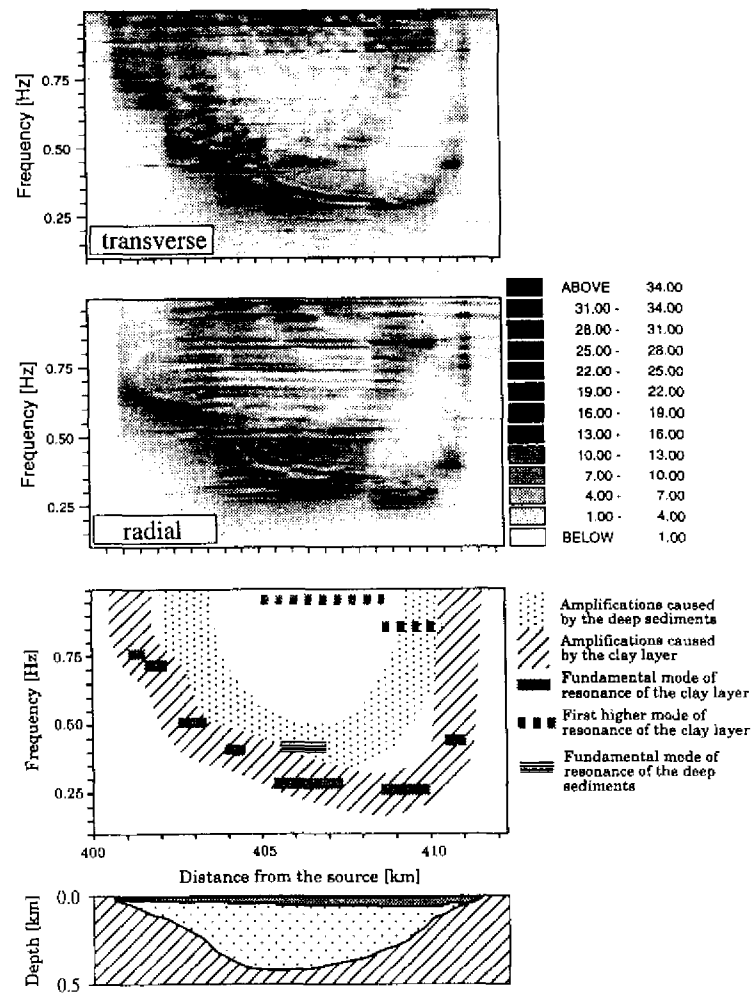 Frequency [Hz]
0.75
0.50
0.25
transverse
Frequency [Hz]
0.75
0.50
0.25
radial
ABOVE 34.00
31.00 - 34.00
28.00 - 31.00
25.00 - 28.00
22.00 - 25.00
19.00 - 22.00
16.00 - 19.00
13.00 - 16.00
10.00 - 13.00
7.00 - 10.00
4.00 - 7.00
1.00 - 4.00
BELOW 1.00
Frequency [Hz]
0.75
0.50
0.25
400 405 410
Distance from the source [km]
Amplifications caused
by the deep sediments
Amplifications caused
by the clay layer
Fundamental mode of
resonance of the clay layer
First higher mode of
resonance of the clay layer
Fundamental mode of
resonance of the deep
sediments
Depth [km]
0.0
0.5